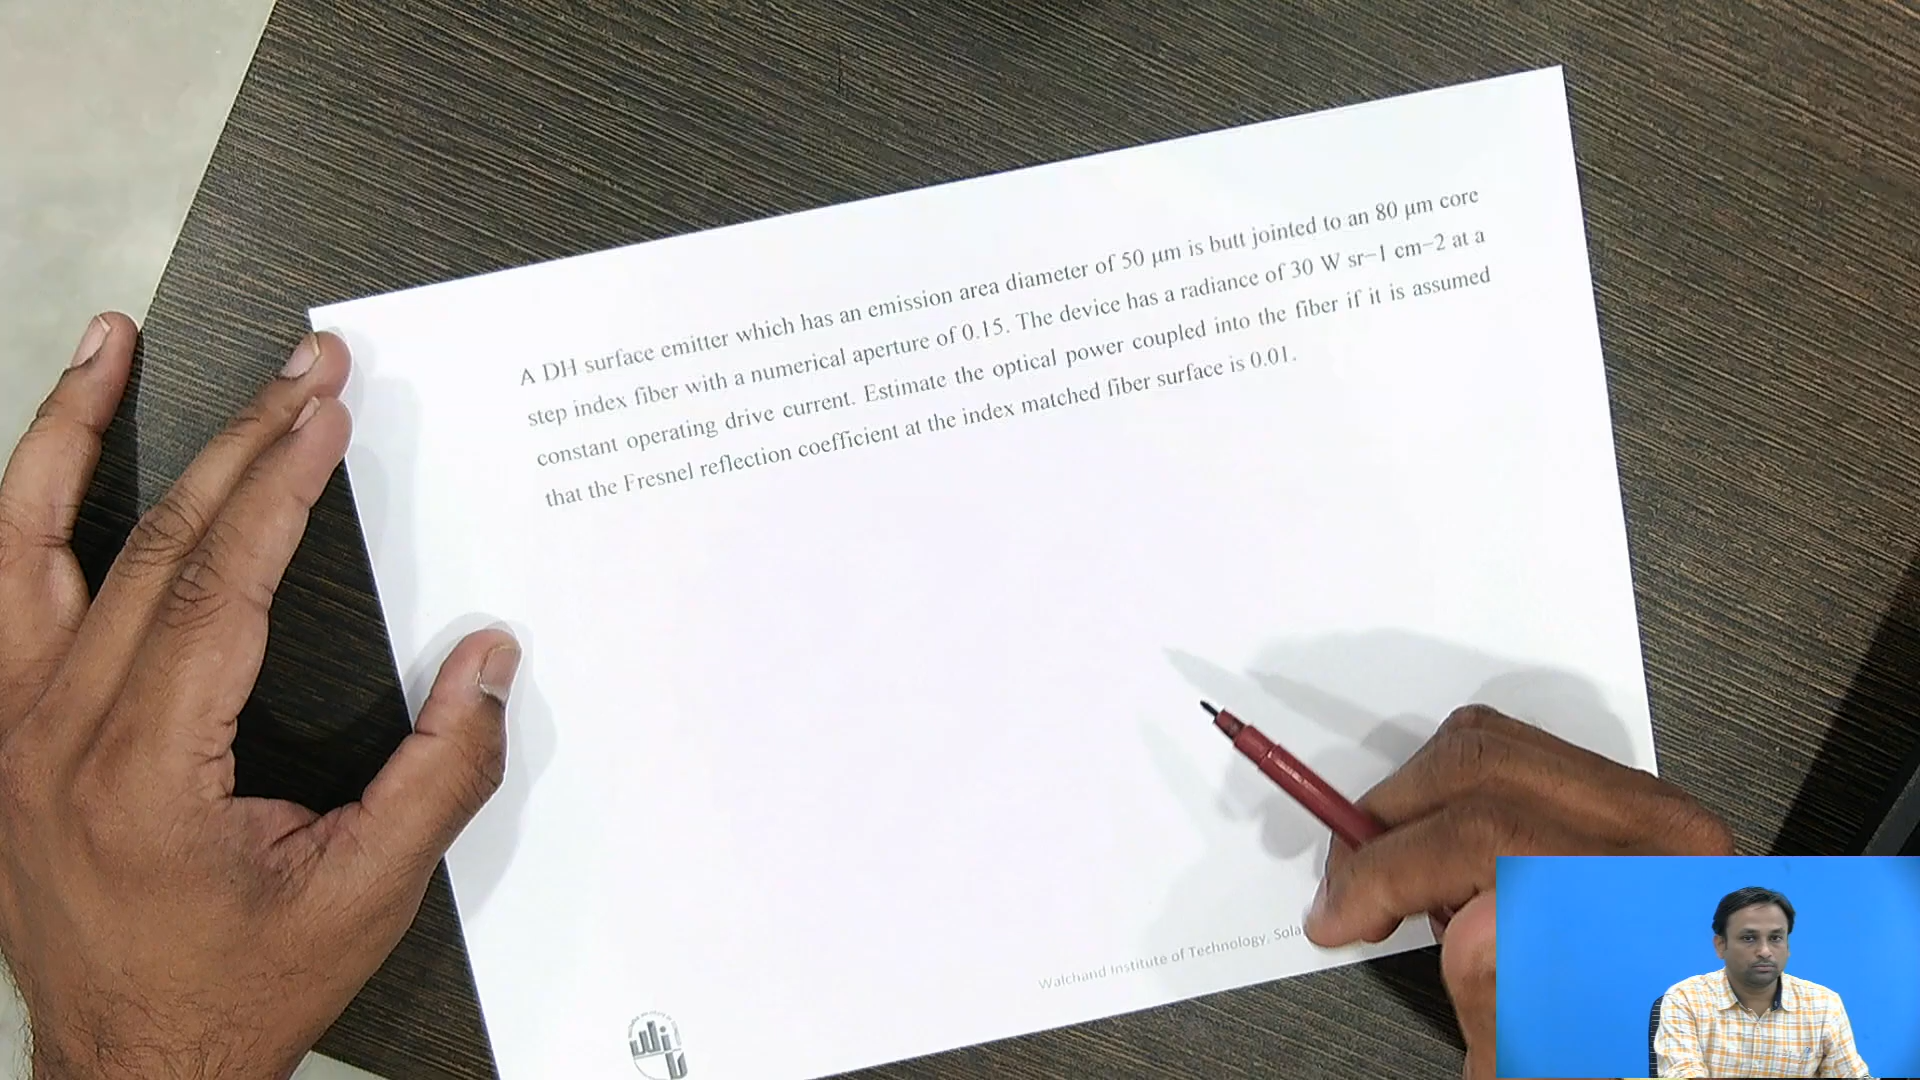 A DH surface emitter which has an emission area diameter of 50 μm is butt jointed to an 80 μm core
step index fiber with a numerical aperture of 0.15. The device has a radiance of 30 W sr−1 cm−2 at a
constant operating drive current. Estimate the optical power coupled into the fiber if it is assumed
that the Fresnel reflection coefficient at the index matched fiber surface is 0.01.
Walchand Institute of Technology, Sola